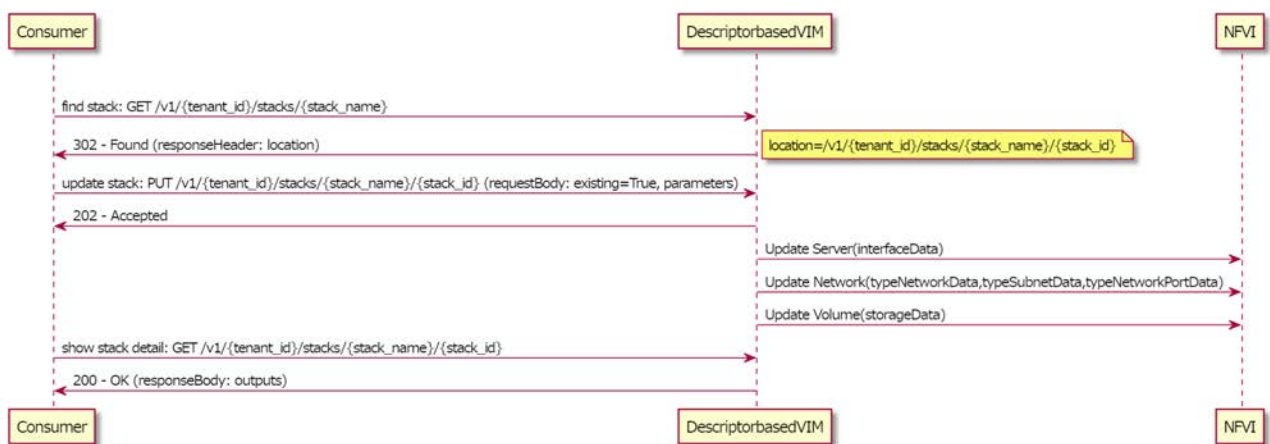 Consumer
DescriptorbasedVIM
NFVI
find stack: GET /v1/{tenant_id}/stacks/{stack_name}
302 - Found (responseHeader: location)
location=/v1/{tenant_id}/stacks/{stack_name}/{stack_id}
update stack: PUT /v1/{tenant_id}/stacks/{stack_name}/{stack_id} (requestBody: existing=True, parameters)
202 - Accepted
Update Server(interfaceData)
Update Network(typeNetworkData,typeSubnetData,typeNetworkPortData)
Update Volume(storageData)
show stack detail: GET /v1/{tenant_id}/stacks/{stack_name}/{stack_id}
200 - OK (responseBody: outputs)
Consumer
DescriptorbasedVIM
NFVI